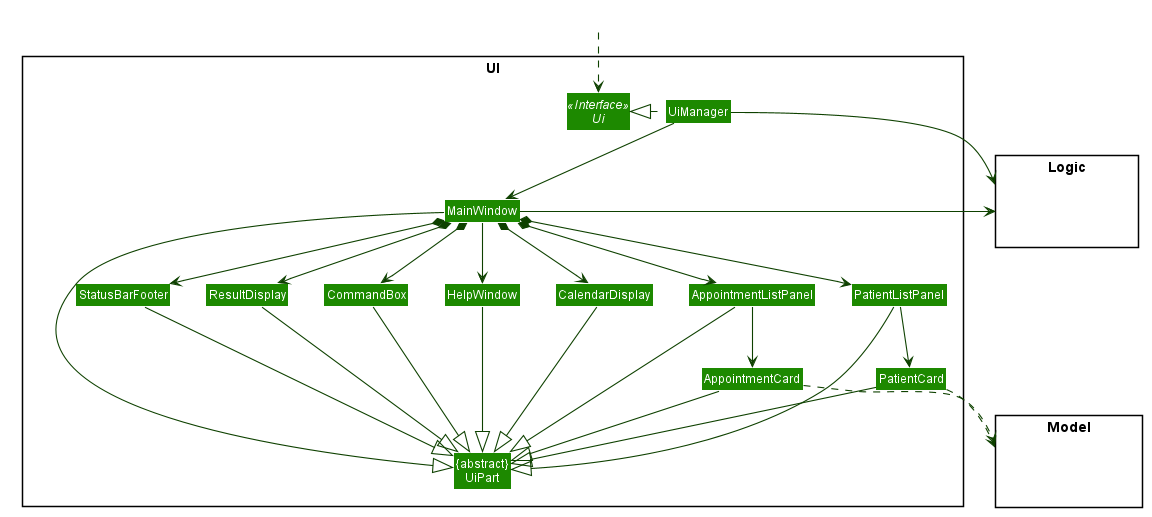 UI
«Interface»
Ui
UiManager
Logic
MainWindow
StatusBarFooter
ResultDisplay
CommandBox
HelpWindow
CalendarDisplay
AppointmentListPanel
PatientListPanel
AppointmentCard
PatientCard
Model
{abstract}
UiPart